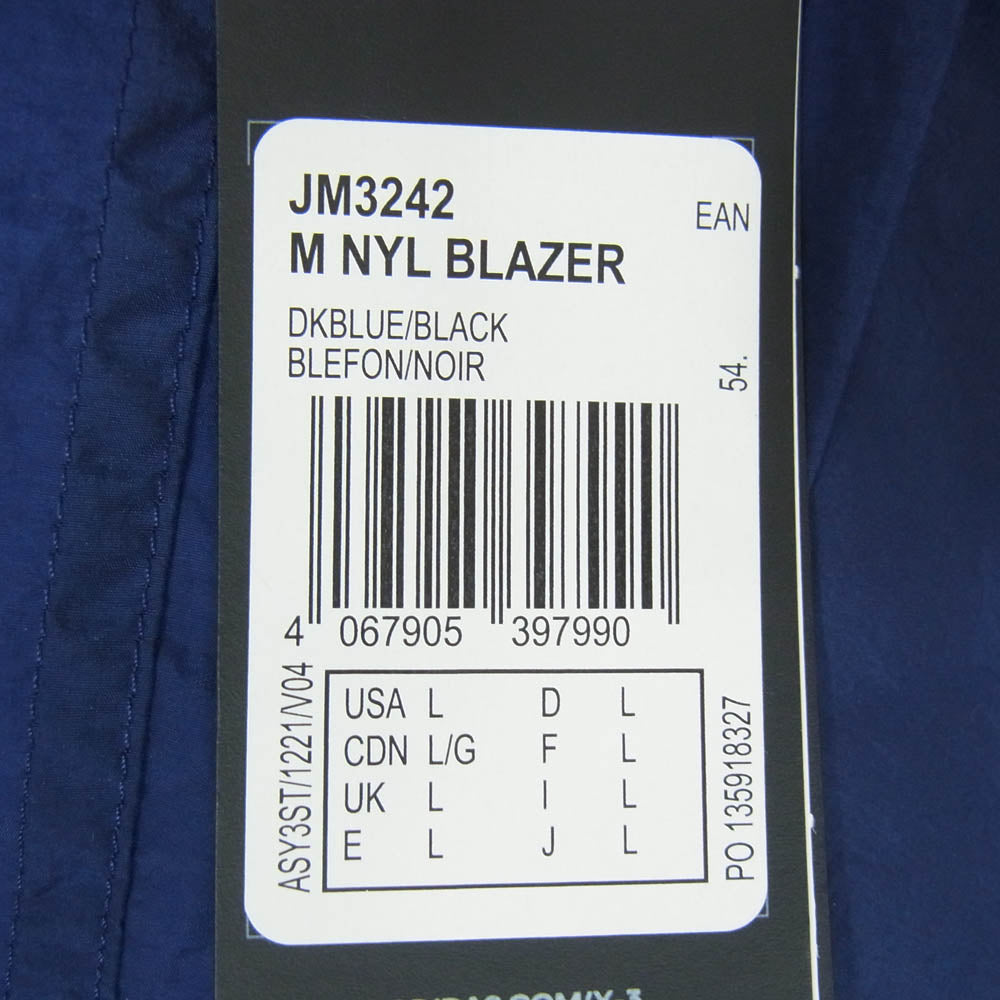 JM3242
EAN
M NYL BLAZER
DKBLUE/BLACK
BLEFON/NOIR
54.
4 067905 397990
ASY3ST/1221/V04
USA L D L
CDN L/G F L
UK L I L
E L J L
PO 135918327